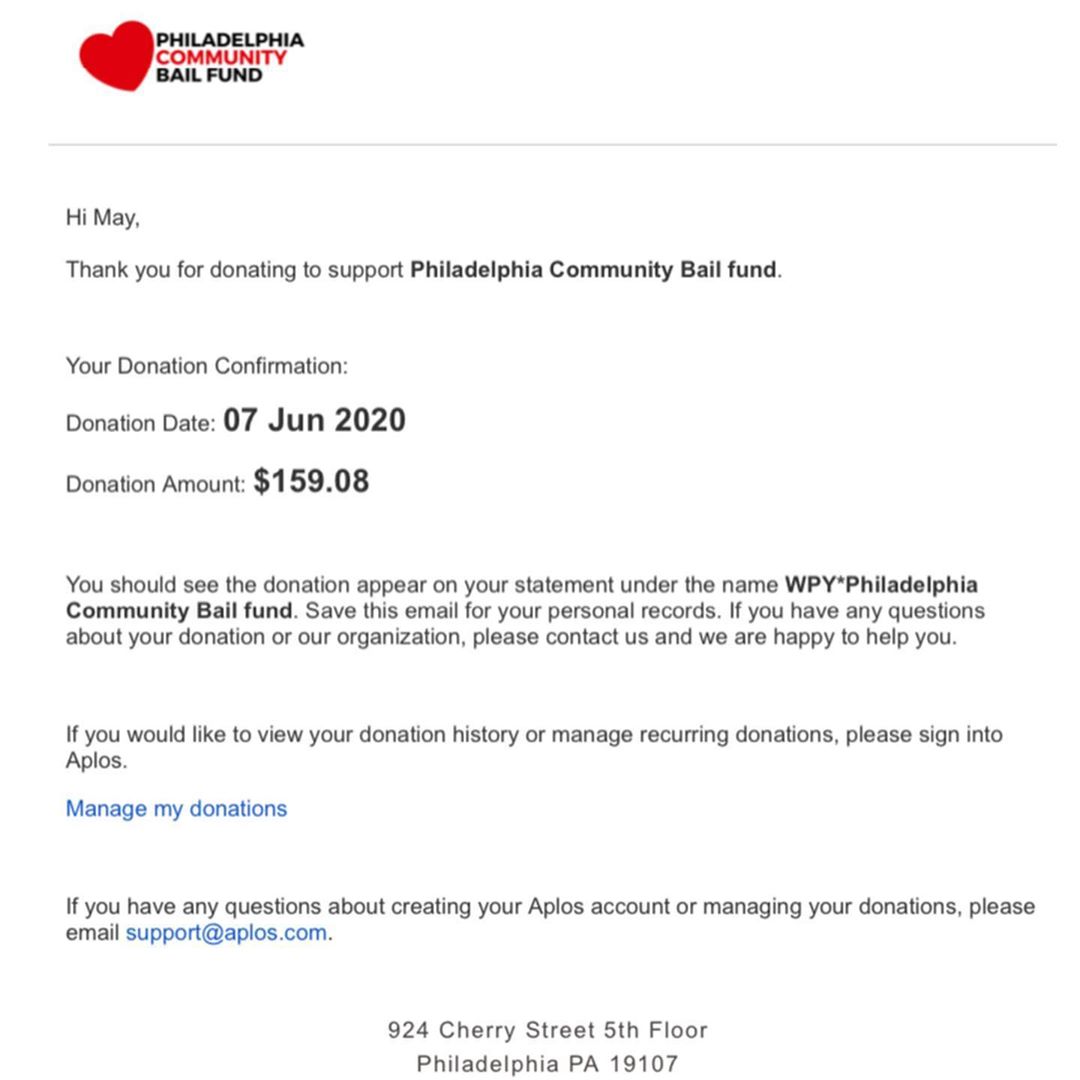 PHILADELPHIA
COMMUNITY
BAIL FUND
Hi May,
Thank you for donating to support Philadelphia Community Bail fund.
Your Donation Confirmation:
Donation Date: 07 Jun 2020
Donation Amount: $159.08
You should see the donation appear on your statement under the name WPY*Philadelphia
Community Bail fund. Save this email for your personal records. If you have any questions
about your donation or our organization, please contact us and we are happy to help you.
If you would like to view your donation history or manage recurring donations, please sign into
Aplos.
Manage my donations
If you have any questions about creating your Aplos account or managing your donations, please
email support@aplos.com.
924 Cherry Street 5th Floor
Philadelphia PA 19107